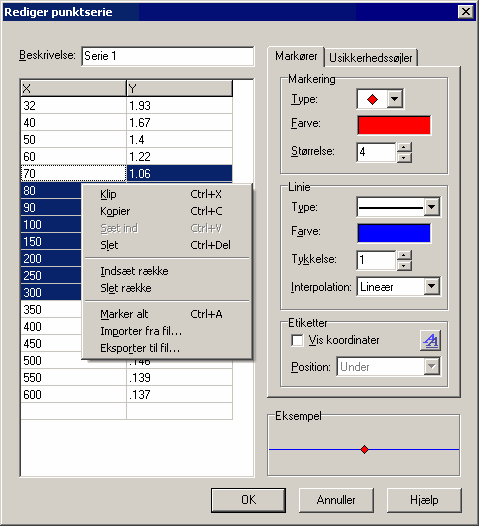 Rediger punktserie
Beskrivelse: Serie 1
X Y
32 1.93
40 1.67
50 1.4
60 1.22
70 1.06
80
90
100
150
200
250
300
350
400
450
500 .146
550 .139
600 .137
Klip Ctrl+X
Kopier Ctrl+C
Sæt ind Ctrl+V
Slet Ctrl+Del
Indsæt række
Slet række
Marker alt Ctrl+A
Importer fra fil...
Eksporter til fil...
Markører Usikkerhedssøjler
Markering
Type:
Farve:
Størrelse: 4
Linie
Type:
Farve:
Tykkelse: 1
Interpolation: Lineær
Etiketter
Vis koordinater
Position: Under
Eksempel
OK Annuller Hjælp